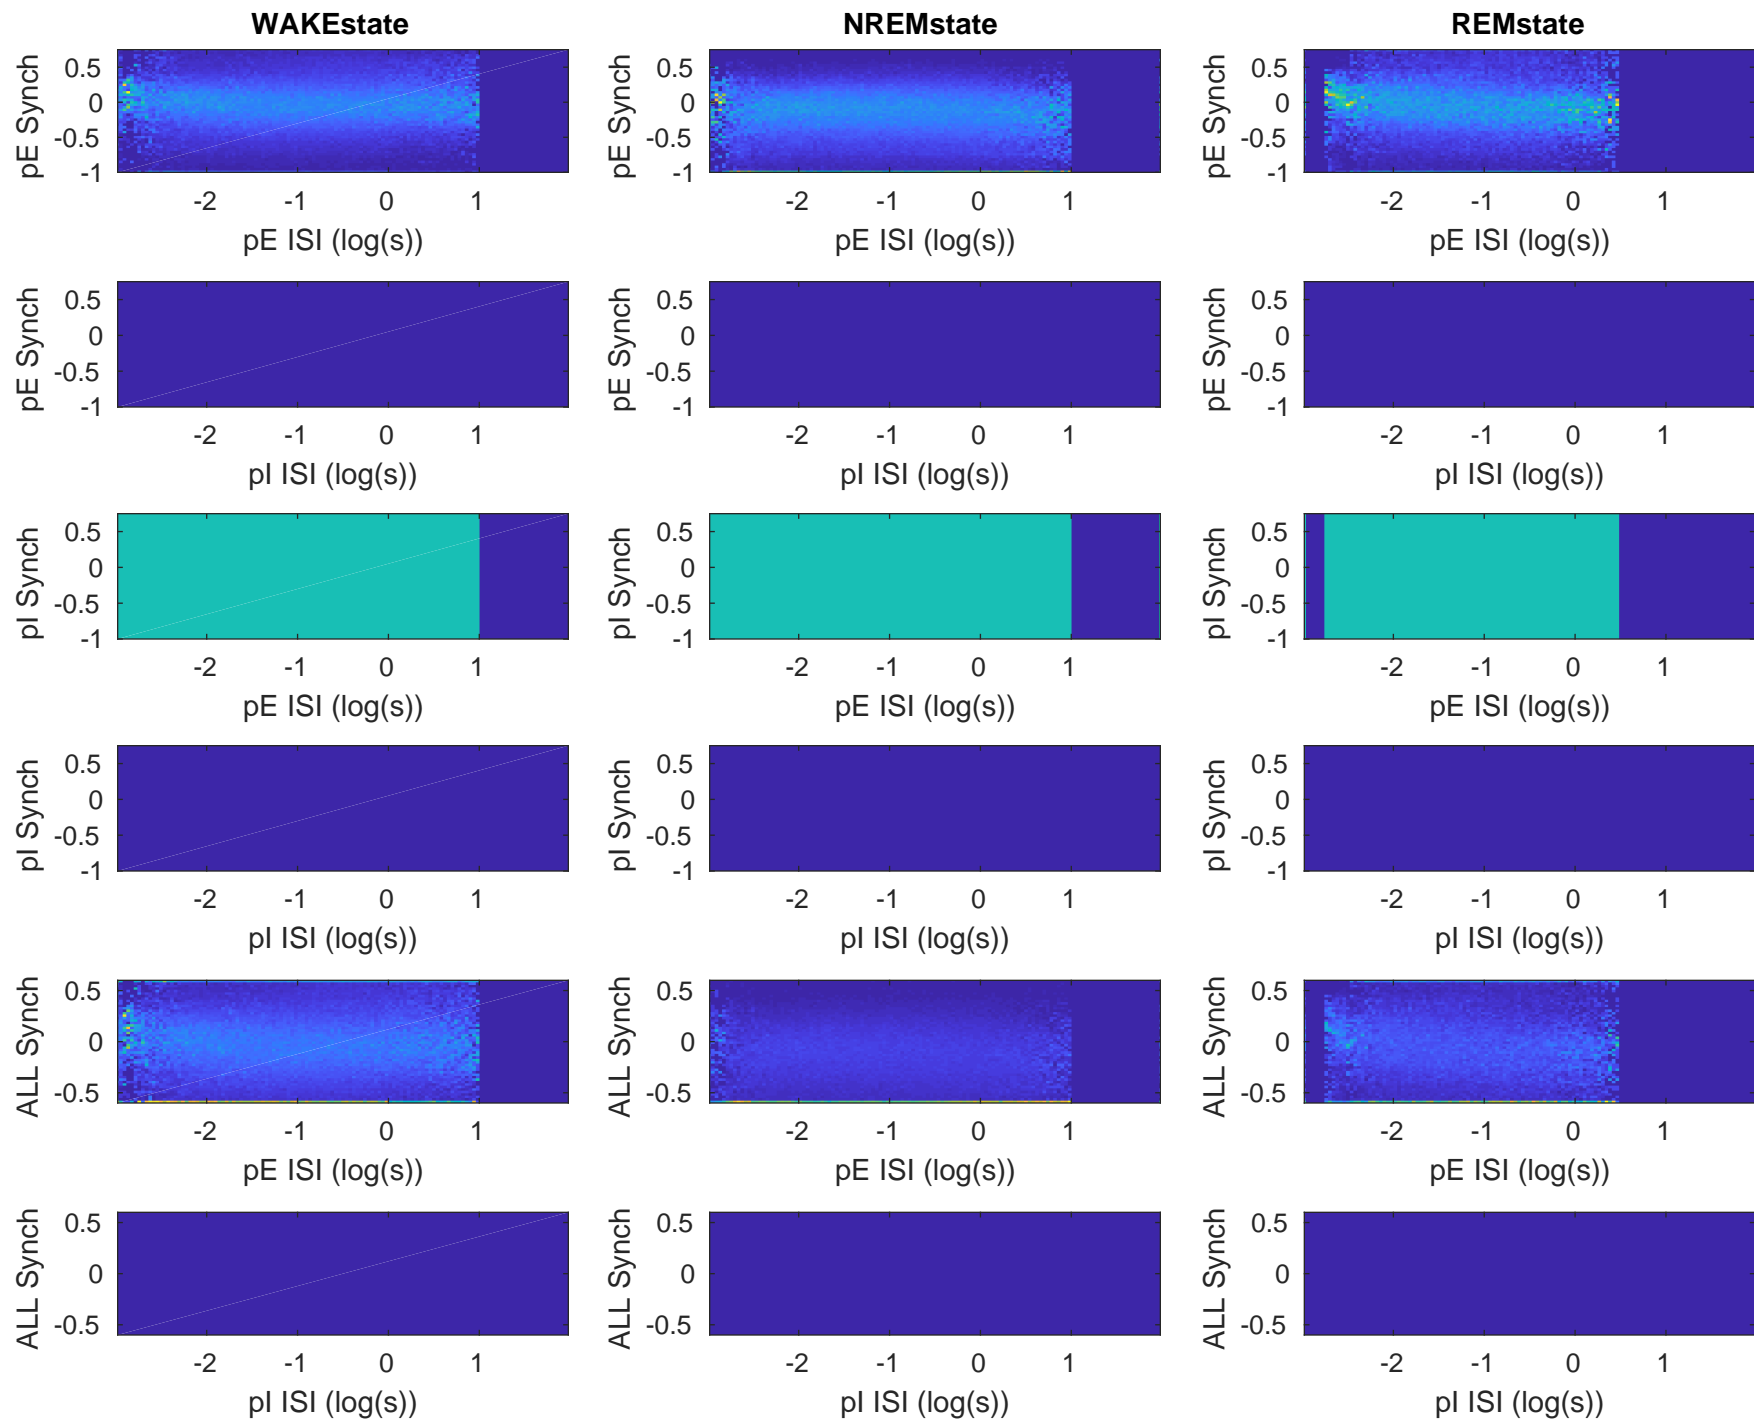 WAKEstate NREMstate REMstate
pE Synch 0.5 0 -0.5 -1 pE Synch 0.5 0 -0.5 -1 pE Synch 0.5 0 -0.5 -1
-2 -1 0 1 -2 -1 0 1 -2 -1 0 1
pE ISI (log(s)) pE ISI (log(s)) pE ISI (log(s))
pE Synch 0.5 0 -0.5 -1 pE Synch 0.5 0 -0.5 -1 pE Synch 0.5 0 -0.5 -1
-2 -1 0 1 -2 -1 0 1 -2 -1 0 1
pI ISI (log(s)) pI ISI (log(s)) pI ISI (log(s))
pI Synch 0.5 0 -0.5 -1 pI Synch 0.5 0 -0.5 -1 pI Synch 0.5 0 -0.5 -1
-2 -1 0 1 -2 -1 0 1 -2 -1 0 1
pE ISI (log(s)) pE ISI (log(s)) pE ISI (log(s))
pI Synch 0.5 0 -0.5 -1 pI Synch 0.5 0 -0.5 -1 pI Synch 0.5 0 -0.5 -1
-2 -1 0 1 -2 -1 0 1 -2 -1 0 1
pI ISI (log(s)) pI ISI (log(s)) pI ISI (log(s))
ALL Synch 0.5 0 -0.5 ALL Synch 0.5 0 -0.5 ALL Synch 0.5 0 -0.5
-2 -1 0 1 -2 -1 0 1 -2 -1 0 1
pE ISI (log(s)) pE ISI (log(s)) pE ISI (log(s))
ALL Synch 0.5 0 -0.5 ALL Synch 0.5 0 -0.5 ALL Synch 0.5 0 -0.5
-2 -1 0 1 -2 -1 0 1 -2 -1 0 1
pI ISI (log(s)) pI ISI (log(s)) pI ISI (log(s))